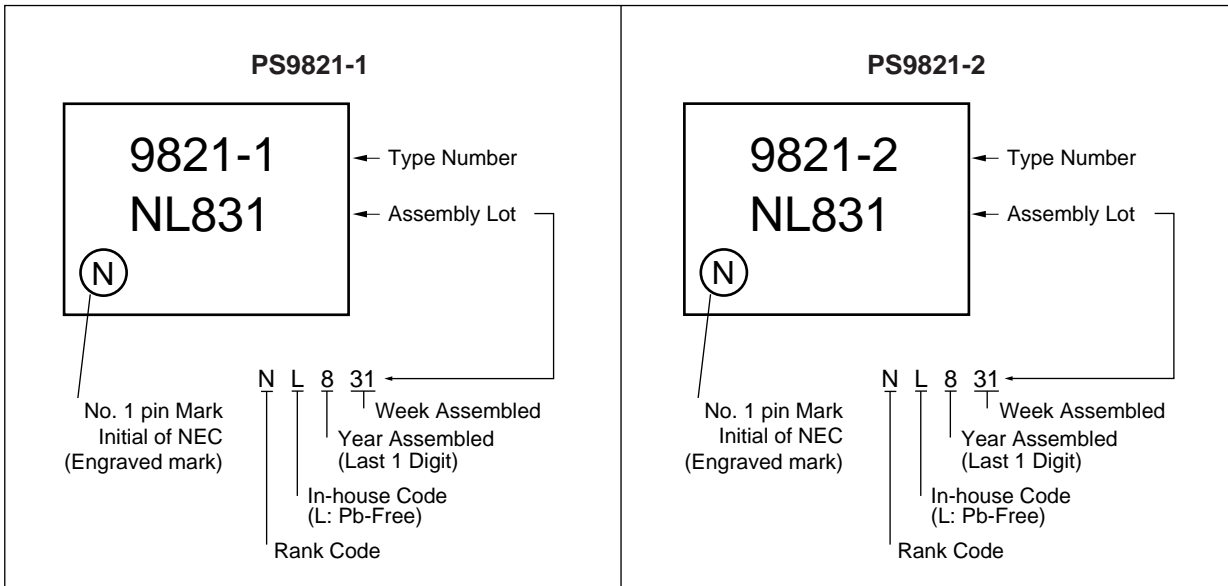 PS9821-1
9821-1
NL831
N
Type Number
Assembly Lot
N L 8 31
No. 1 pin Mark
Initial of NEC
(Engraved mark)
Week Assembled
Year Assembled
(Last 1 Digit)
In-house Code
(L: Pb-Free)
Rank Code
PS9821-2
9821-2
NL831
N
Type Number
Assembly Lot
N L 8 31
No. 1 pin Mark
Initial of NEC
(Engraved mark)
Week Assembled
Year Assembled
(Last 1 Digit)
In-house Code
(L: Pb-Free)
Rank Code